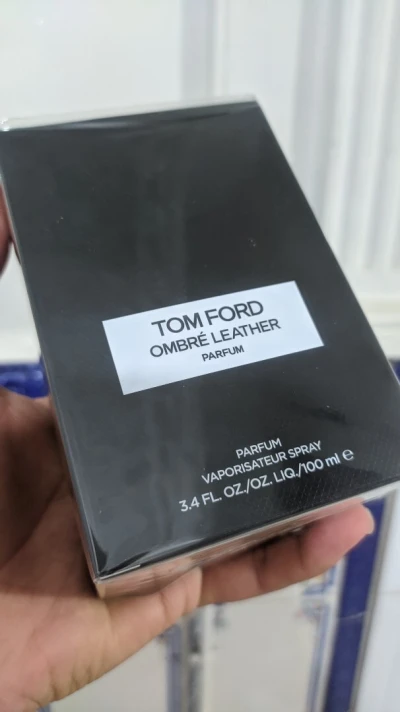 TOM FORD
OMBRÉ LEATHER
PARFUM
PARFUM
VAPORISATEUR SPRAY
3.4 FL. OZ./OZ. LIQ./100 ml ℮